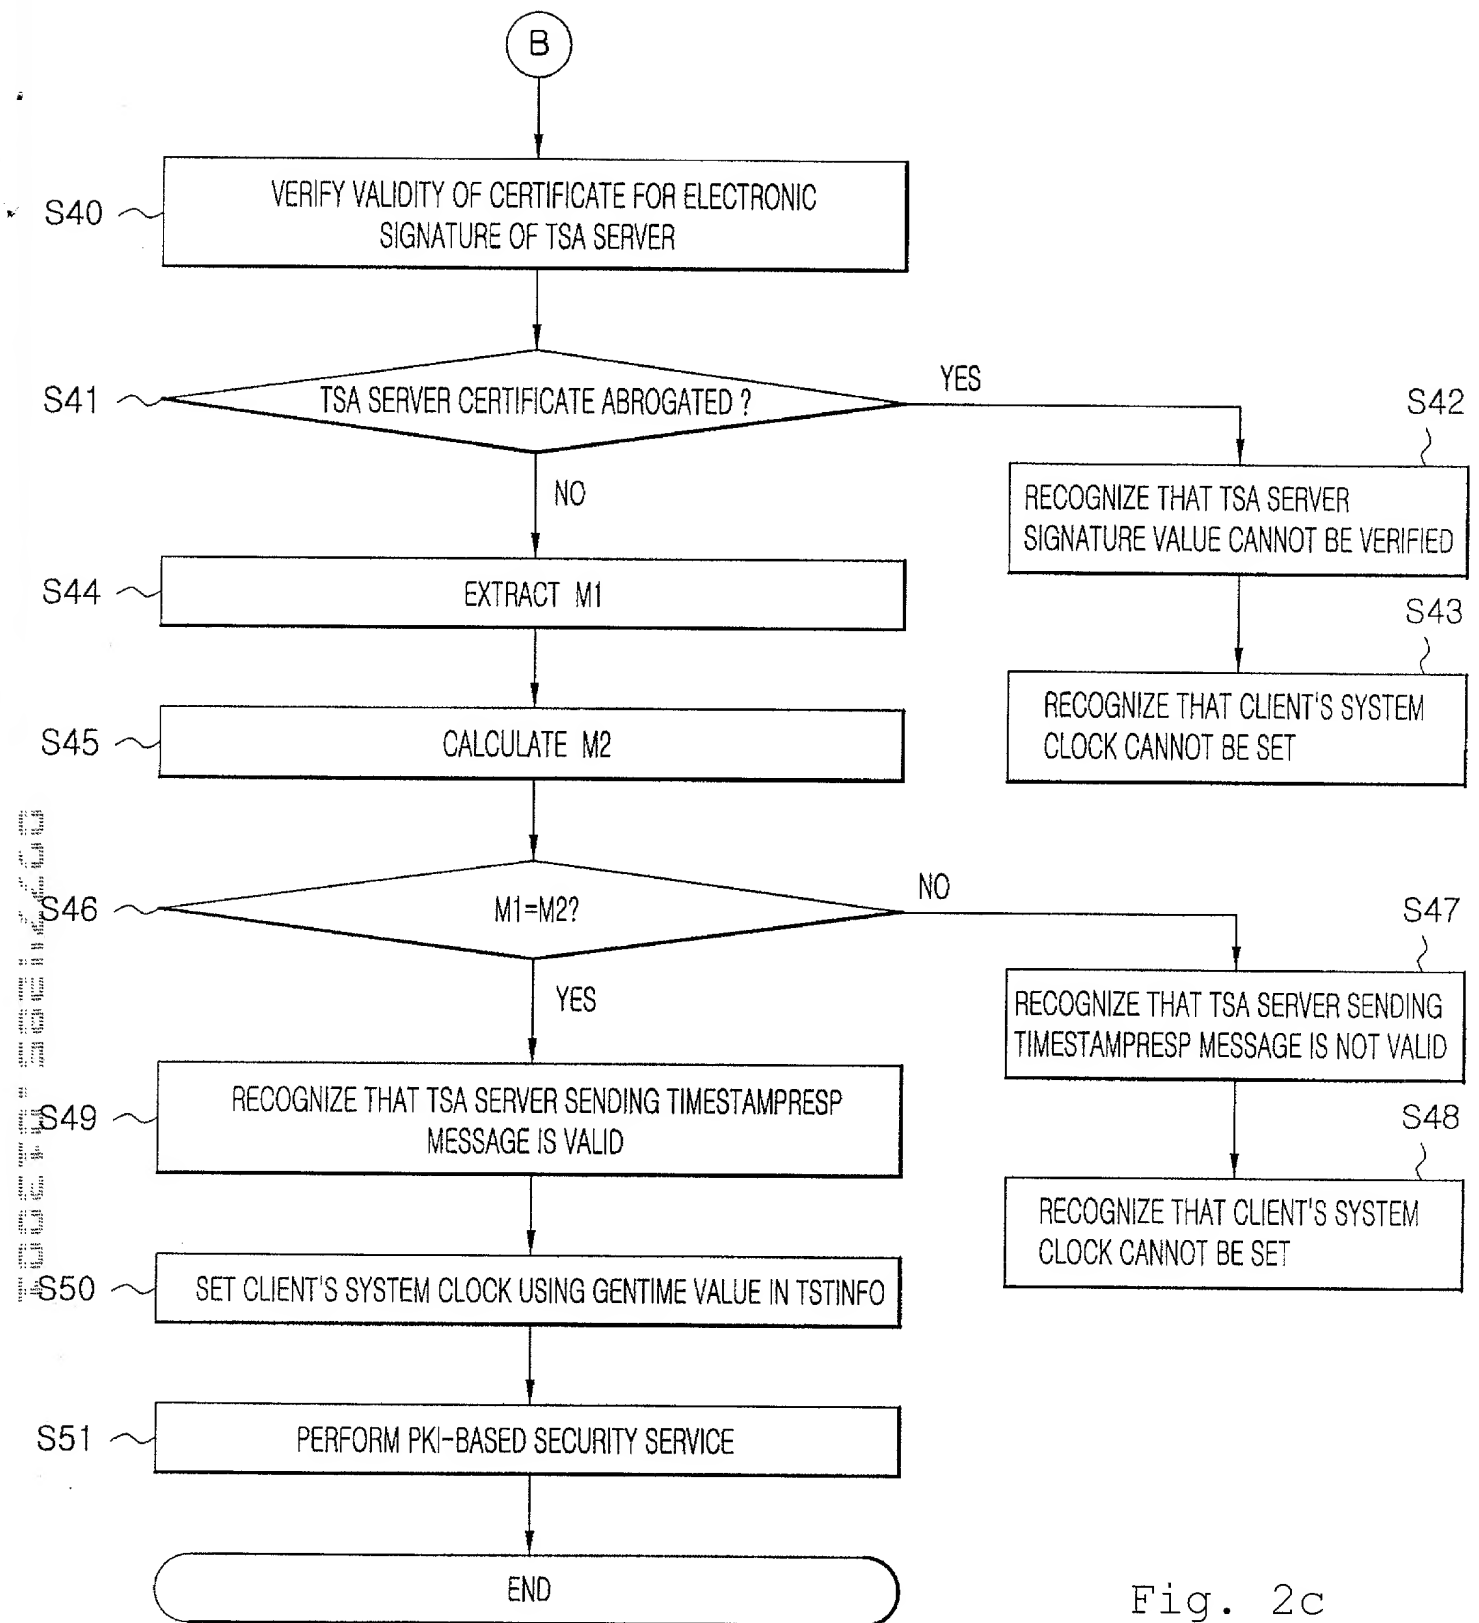 B
S40
VERIFY VALIDITY OF CERTIFICATE FOR ELECTRONIC
SIGNATURE OF TSA SERVER
S41
TSA SERVER CERTIFICATE ABROGATED ?
YES
S42
NO
RECOGNIZE THAT TSA SERVER
SIGNATURE VALUE CANNOT BE VERIFIED
S44
EXTRACT M1
S43
RECOGNIZE THAT CLIENT'S SYSTEM
CLOCK CANNOT BE SET
S45
CALCULATE M2
S46
M1=M2?
NO
S47
YES
RECOGNIZE THAT TSA SERVER SENDING
TIMESTAMPRESP MESSAGE IS NOT VALID
S49
RECOGNIZE THAT TSA SERVER SENDING TIMESTAMPRESP
MESSAGE IS VALID
S48
RECOGNIZE THAT CLIENT'S SYSTEM
CLOCK CANNOT BE SET
S50
SET CLIENT'S SYSTEM CLOCK USING GENTIME VALUE IN TSTINFO
S51
PERFORM PKI-BASED SECURITY SERVICE
END
Fig. 2c